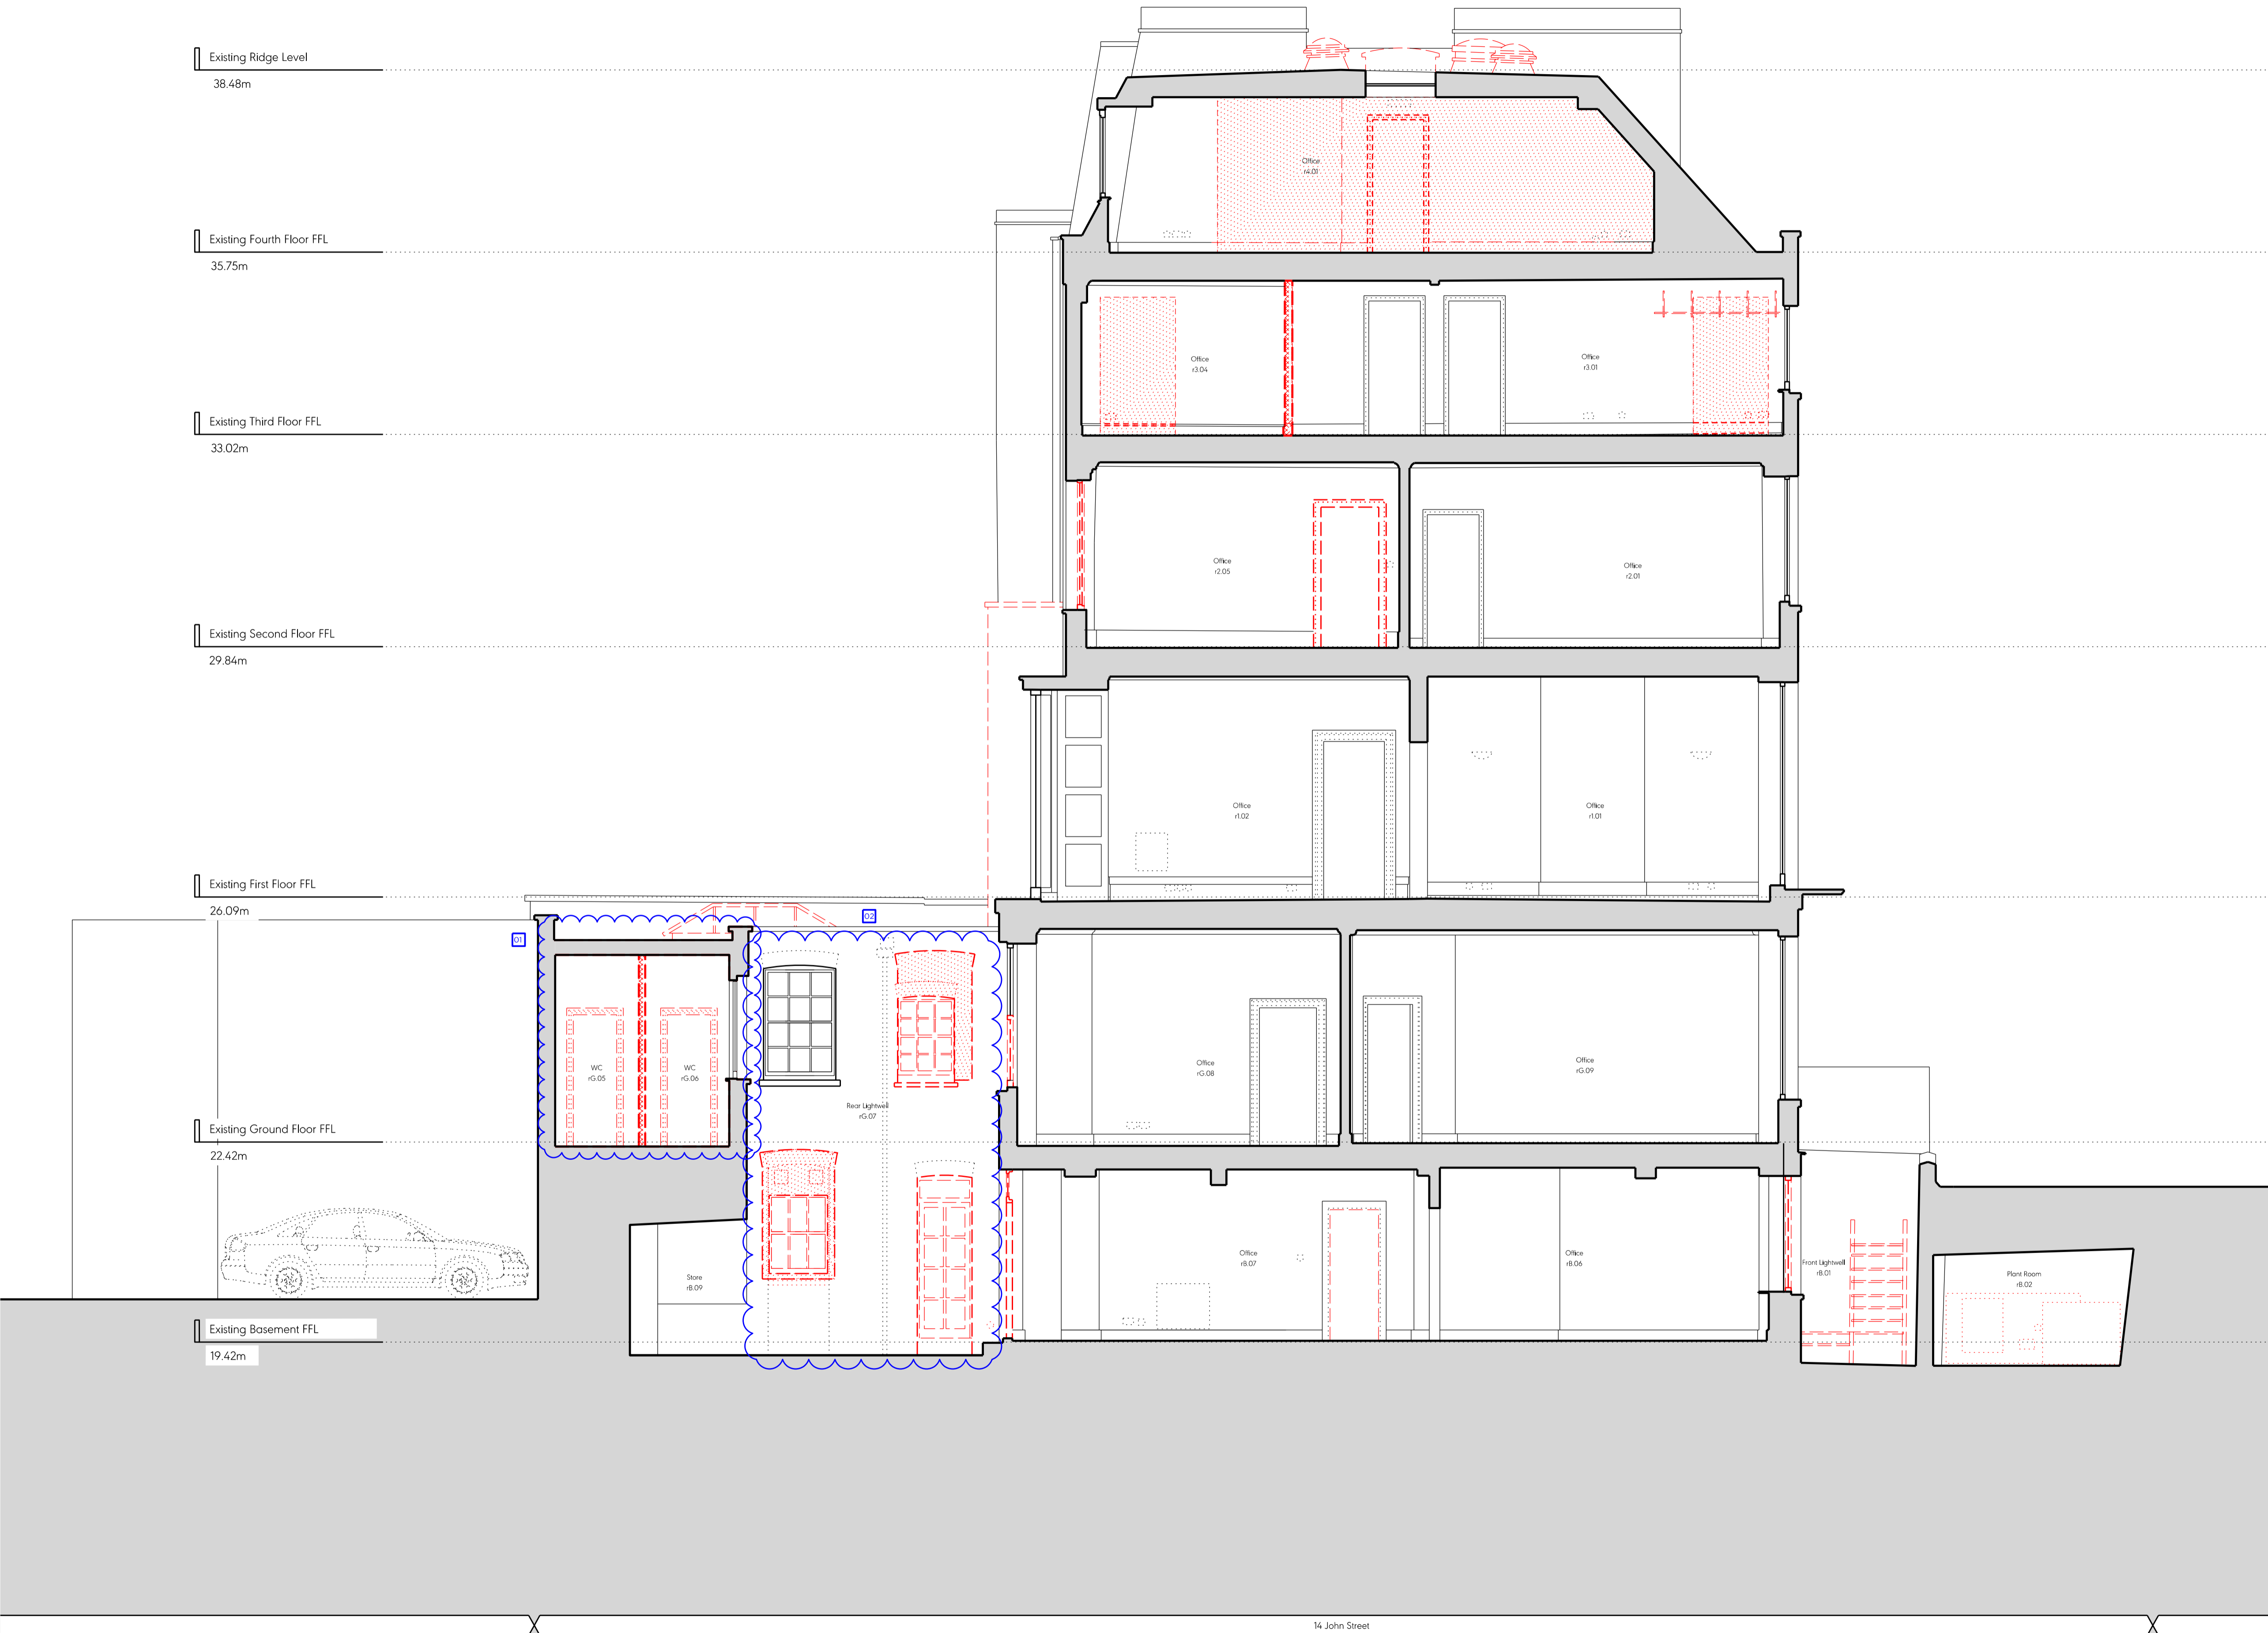 Existing Ridge Level
38.48m
Office
r4.01
Existing Fourth Floor FFL
35.75m
Office
r3.04
Office
r3.01
Existing Third Floor FFL
33.02m
Office
r2.05
Office
r2.01
Existing Second Floor FFL
29.84m
Office
r1.02
Office
r1.01
Existing First Floor FFL
26.09m
01
02
WC
rG.05
WC
rG.06
Rear Lightwell
rG.07
Office
rG.08
Office
rG.09
Existing Ground Floor FFL
22.42m
Store
rB.09
Office
rB.07
Office
rB.06
Front Lightwell
rB.01
Plant Room
rB.02
Existing Basement FFL
19.42m
14 John Street